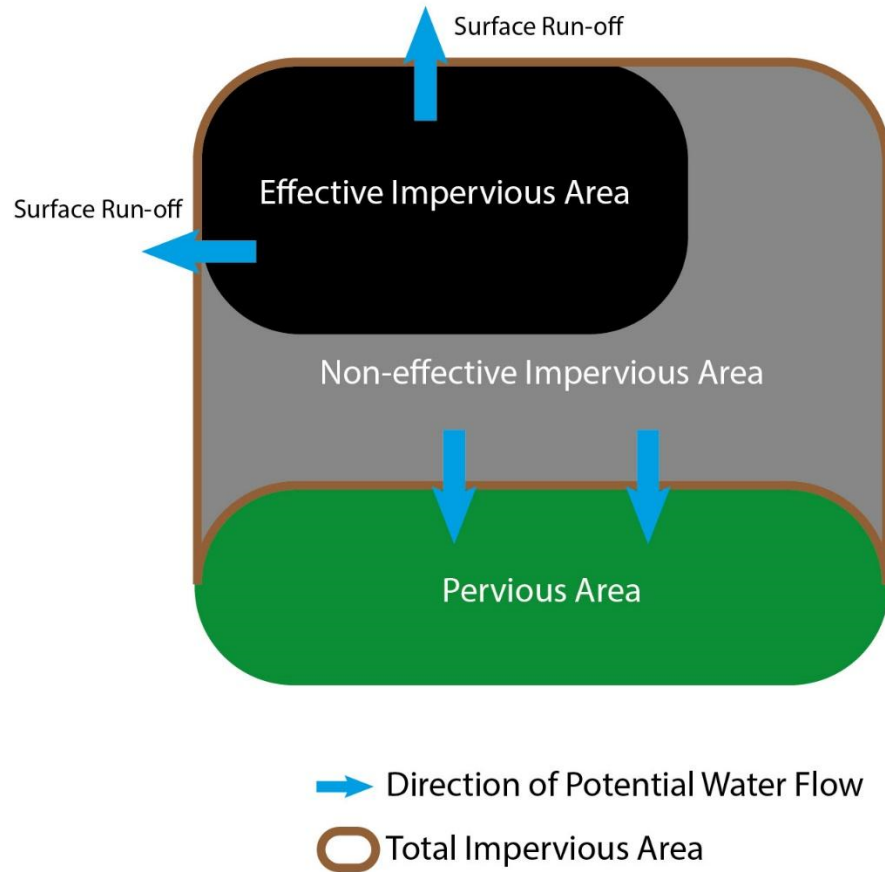 Surface Run-off
Effective Impervious Area
Surface Run-off
Non-effective Impervious Area
Pervious Area
Direction of Potential Water Flow
Total Impervious Area